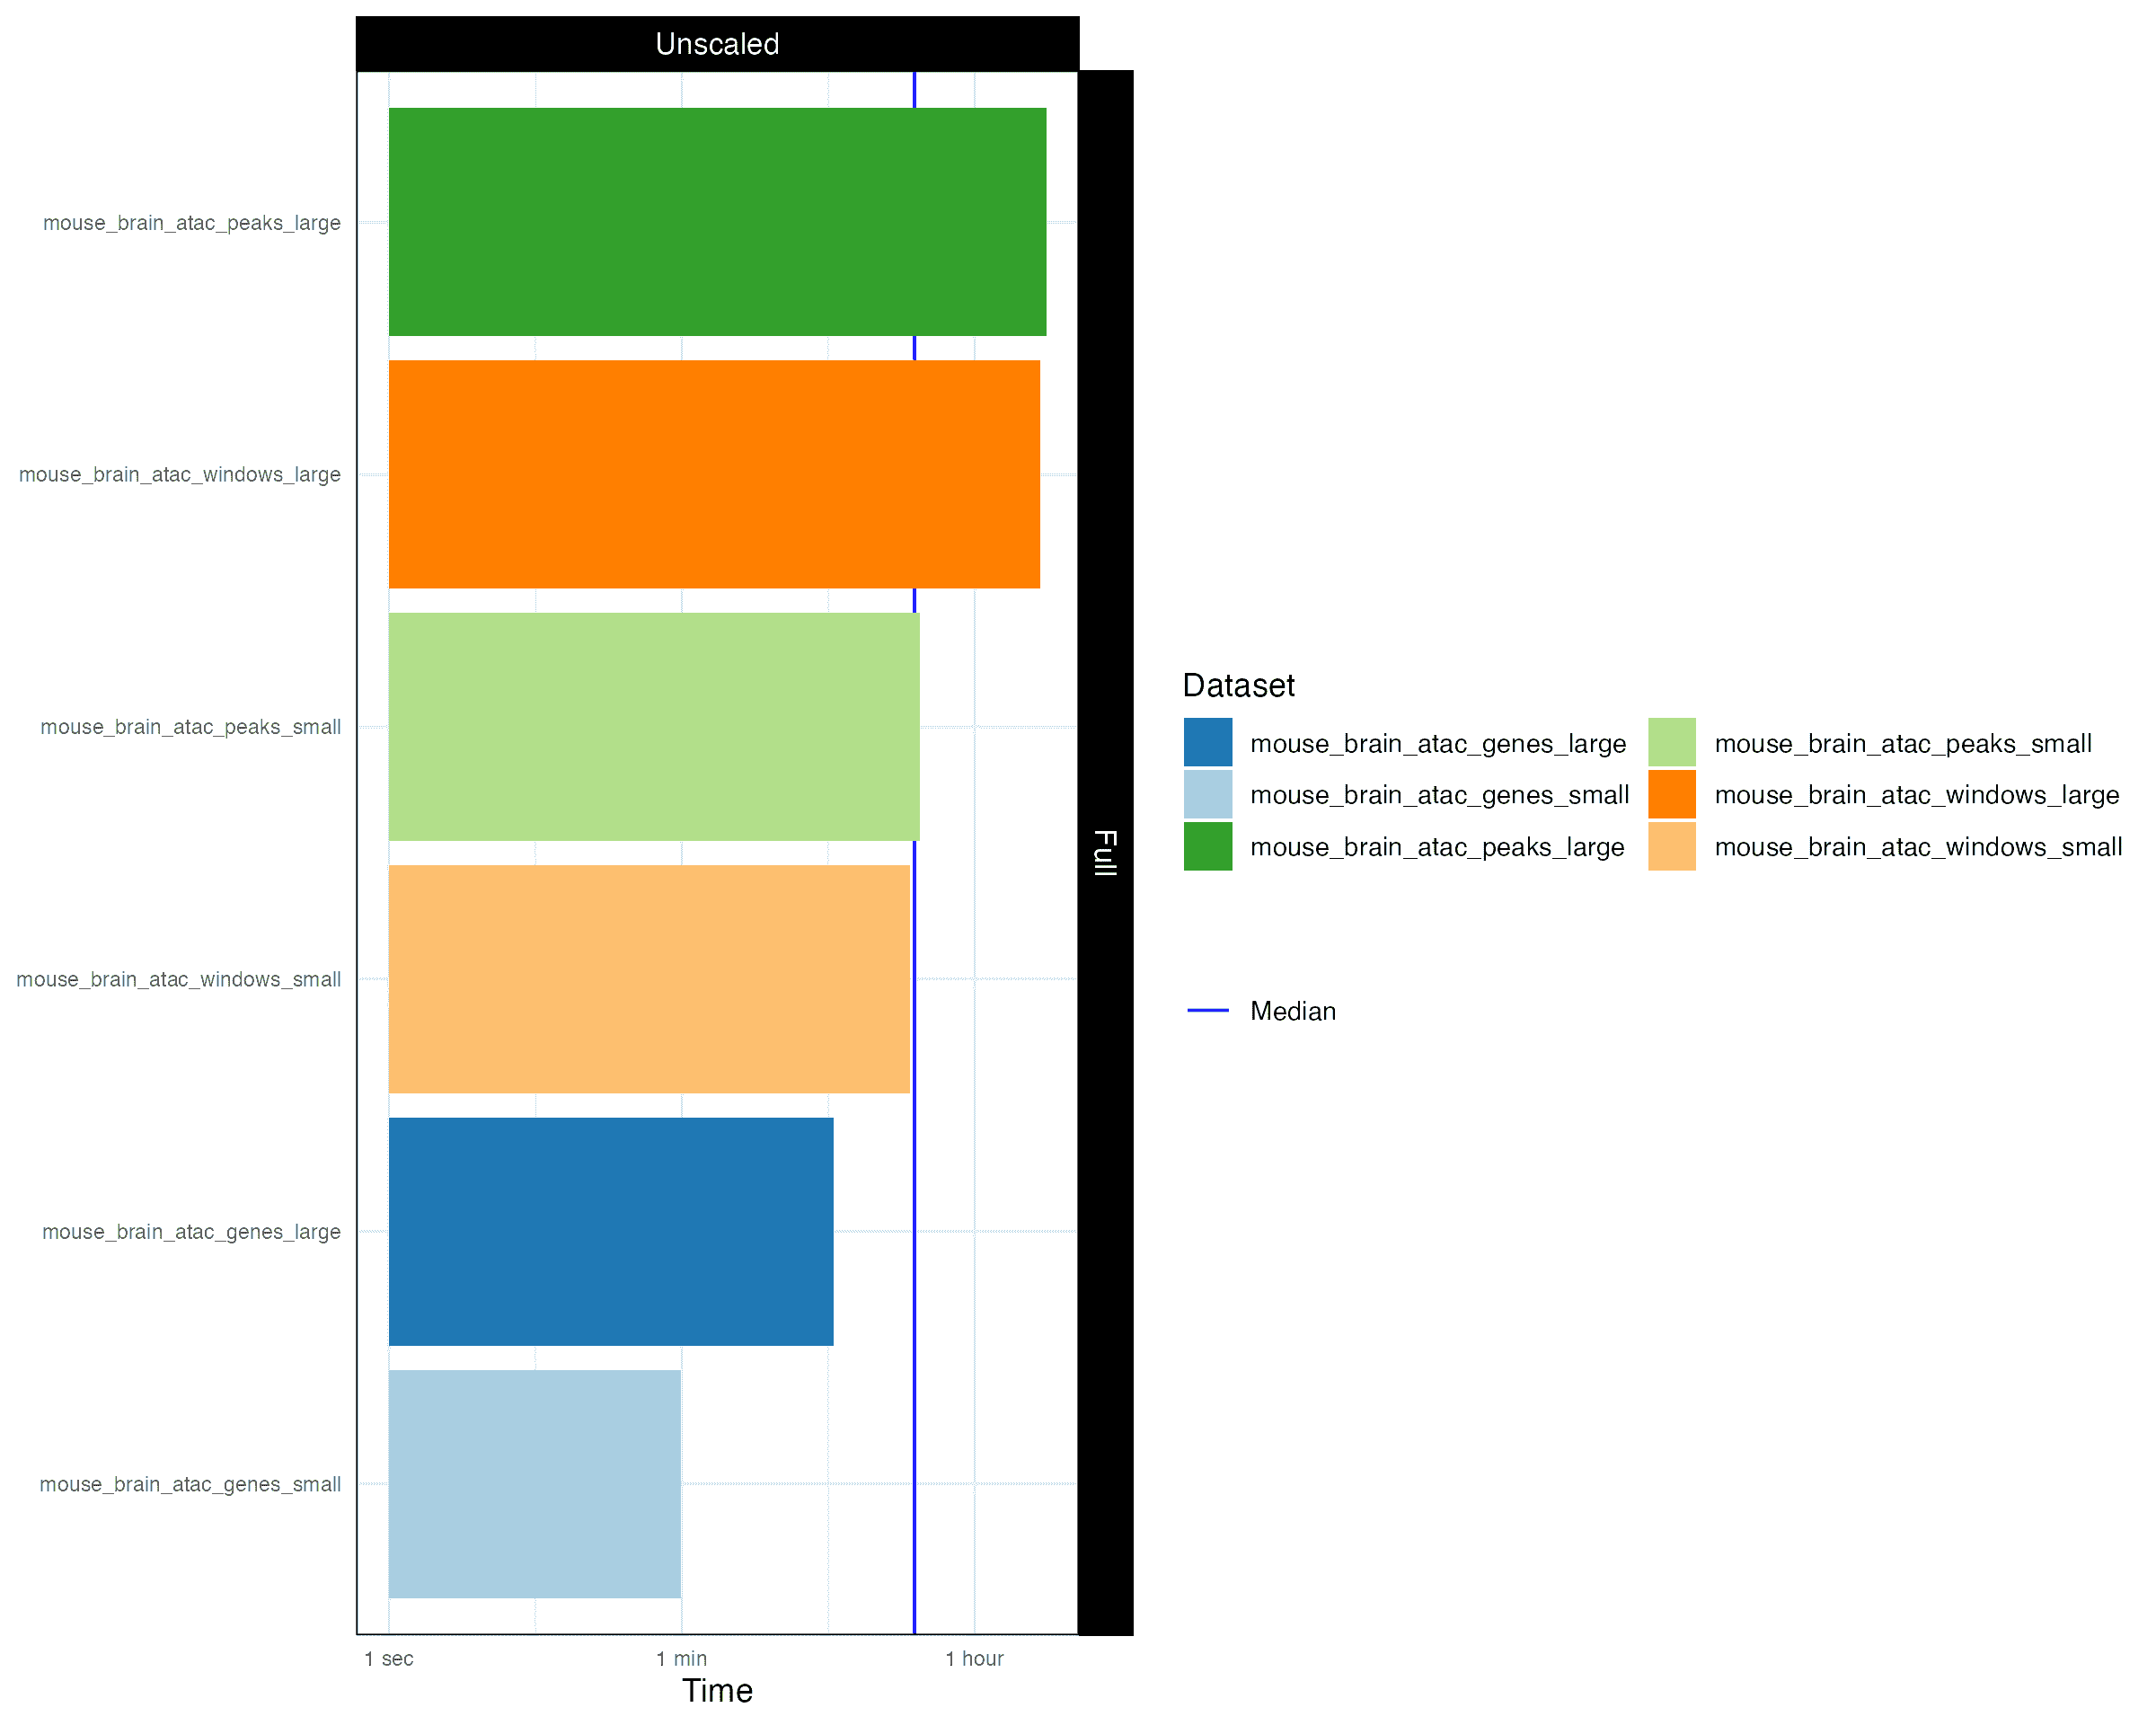 Unscaled
mouse_brain_atac_peaks_large
mouse_brain_atac_windows_large
mouse_brain_atac_peaks_small
mouse_brain_atac_windows_small
mouse_brain_atac_genes_large
mouse_brain_atac_genes_small
1 sec
1 min
1 hour
Time
Full
Dataset
mouse_brain_atac_genes_large
mouse_brain_atac_genes_small
mouse_brain_atac_peaks_large
mouse_brain_atac_peaks_small
mouse_brain_atac_windows_large
mouse_brain_atac_windows_small
Median